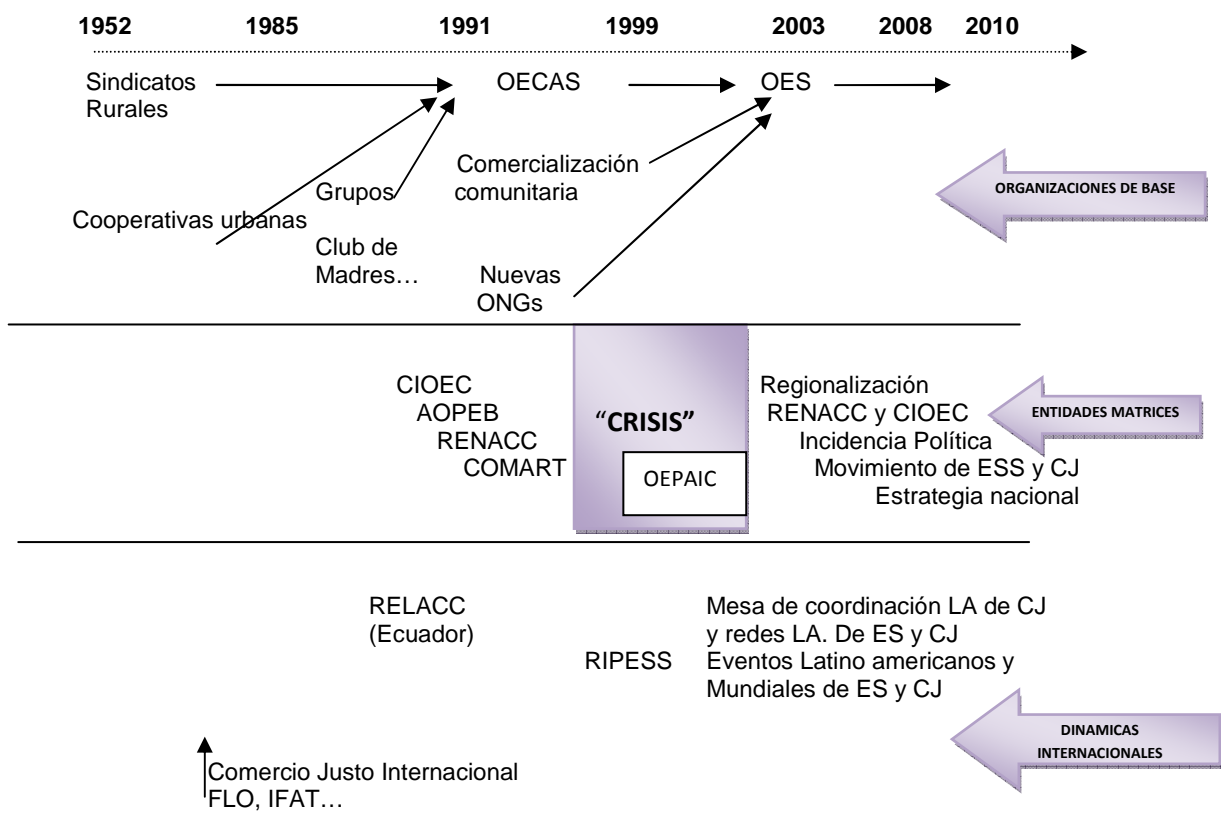 1952 1985 1991 1999 2003 2008 2010
Sindicatos
Rurales
OECAS
OES
Comercialización
comunitaria
Grupos
Cooperativas urbanas
Club de
Madres…
Nuevas
ONGs
ORGANIZACIONES DE BASE
CIOEC
AOPEB
RENACC
COMART
“CRISIS”
OEPAIC
Regionalización
RENACC y CIOEC
Incidencia Política
Movimiento de ESS y CJ
Estrategia nacional
ENTIDADES MATRICES
RELACC
(Ecuador)
RIPESS
Mesa de coordinación LA de CJ
y redes LA. De ES y CJ
Eventos Latino americanos y
Mundiales de ES y CJ
DINAMICAS
INTERNACIONALES
Comercio Justo Internacional
FLO, IFAT…